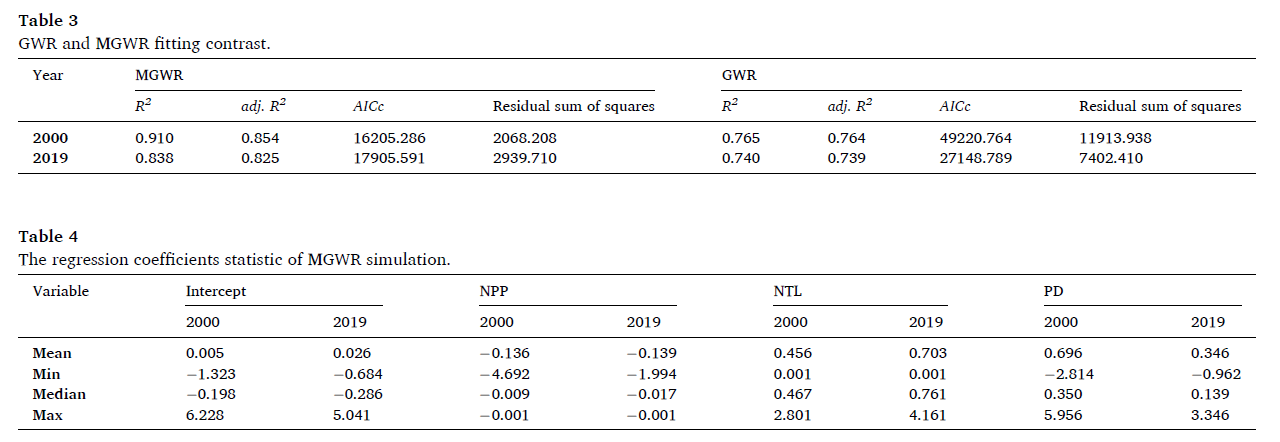 Table 3
GWR and MGWR fitting contrast.
Year MGWR GWR
R² adj. R² AICc Residual sum of squares R² adj. R² AICc Residual sum of squares
2000 0.910 0.854 16205.286 2068.208 0.765 0.764 49220.764 11913.938
2019 0.838 0.825 17905.591 2939.710 0.740 0.739 27148.789 7402.410
Table 4
The regression coefficients statistic of MGWR simulation.
Variable Intercept NPP NTL PD
2000 2019 2000 2019 2000 2019 2000 2019
Mean 0.005 0.026 −0.136 −0.139 0.456 0.703 0.696 0.346
Min −1.323 −0.684 −4.692 −1.994 0.001 0.001 −2.814 −0.962
Median −0.198 −0.286 −0.009 −0.017 0.467 0.761 0.350 0.139
Max 6.228 5.041 −0.001 −0.001 2.801 4.161 5.956 3.346